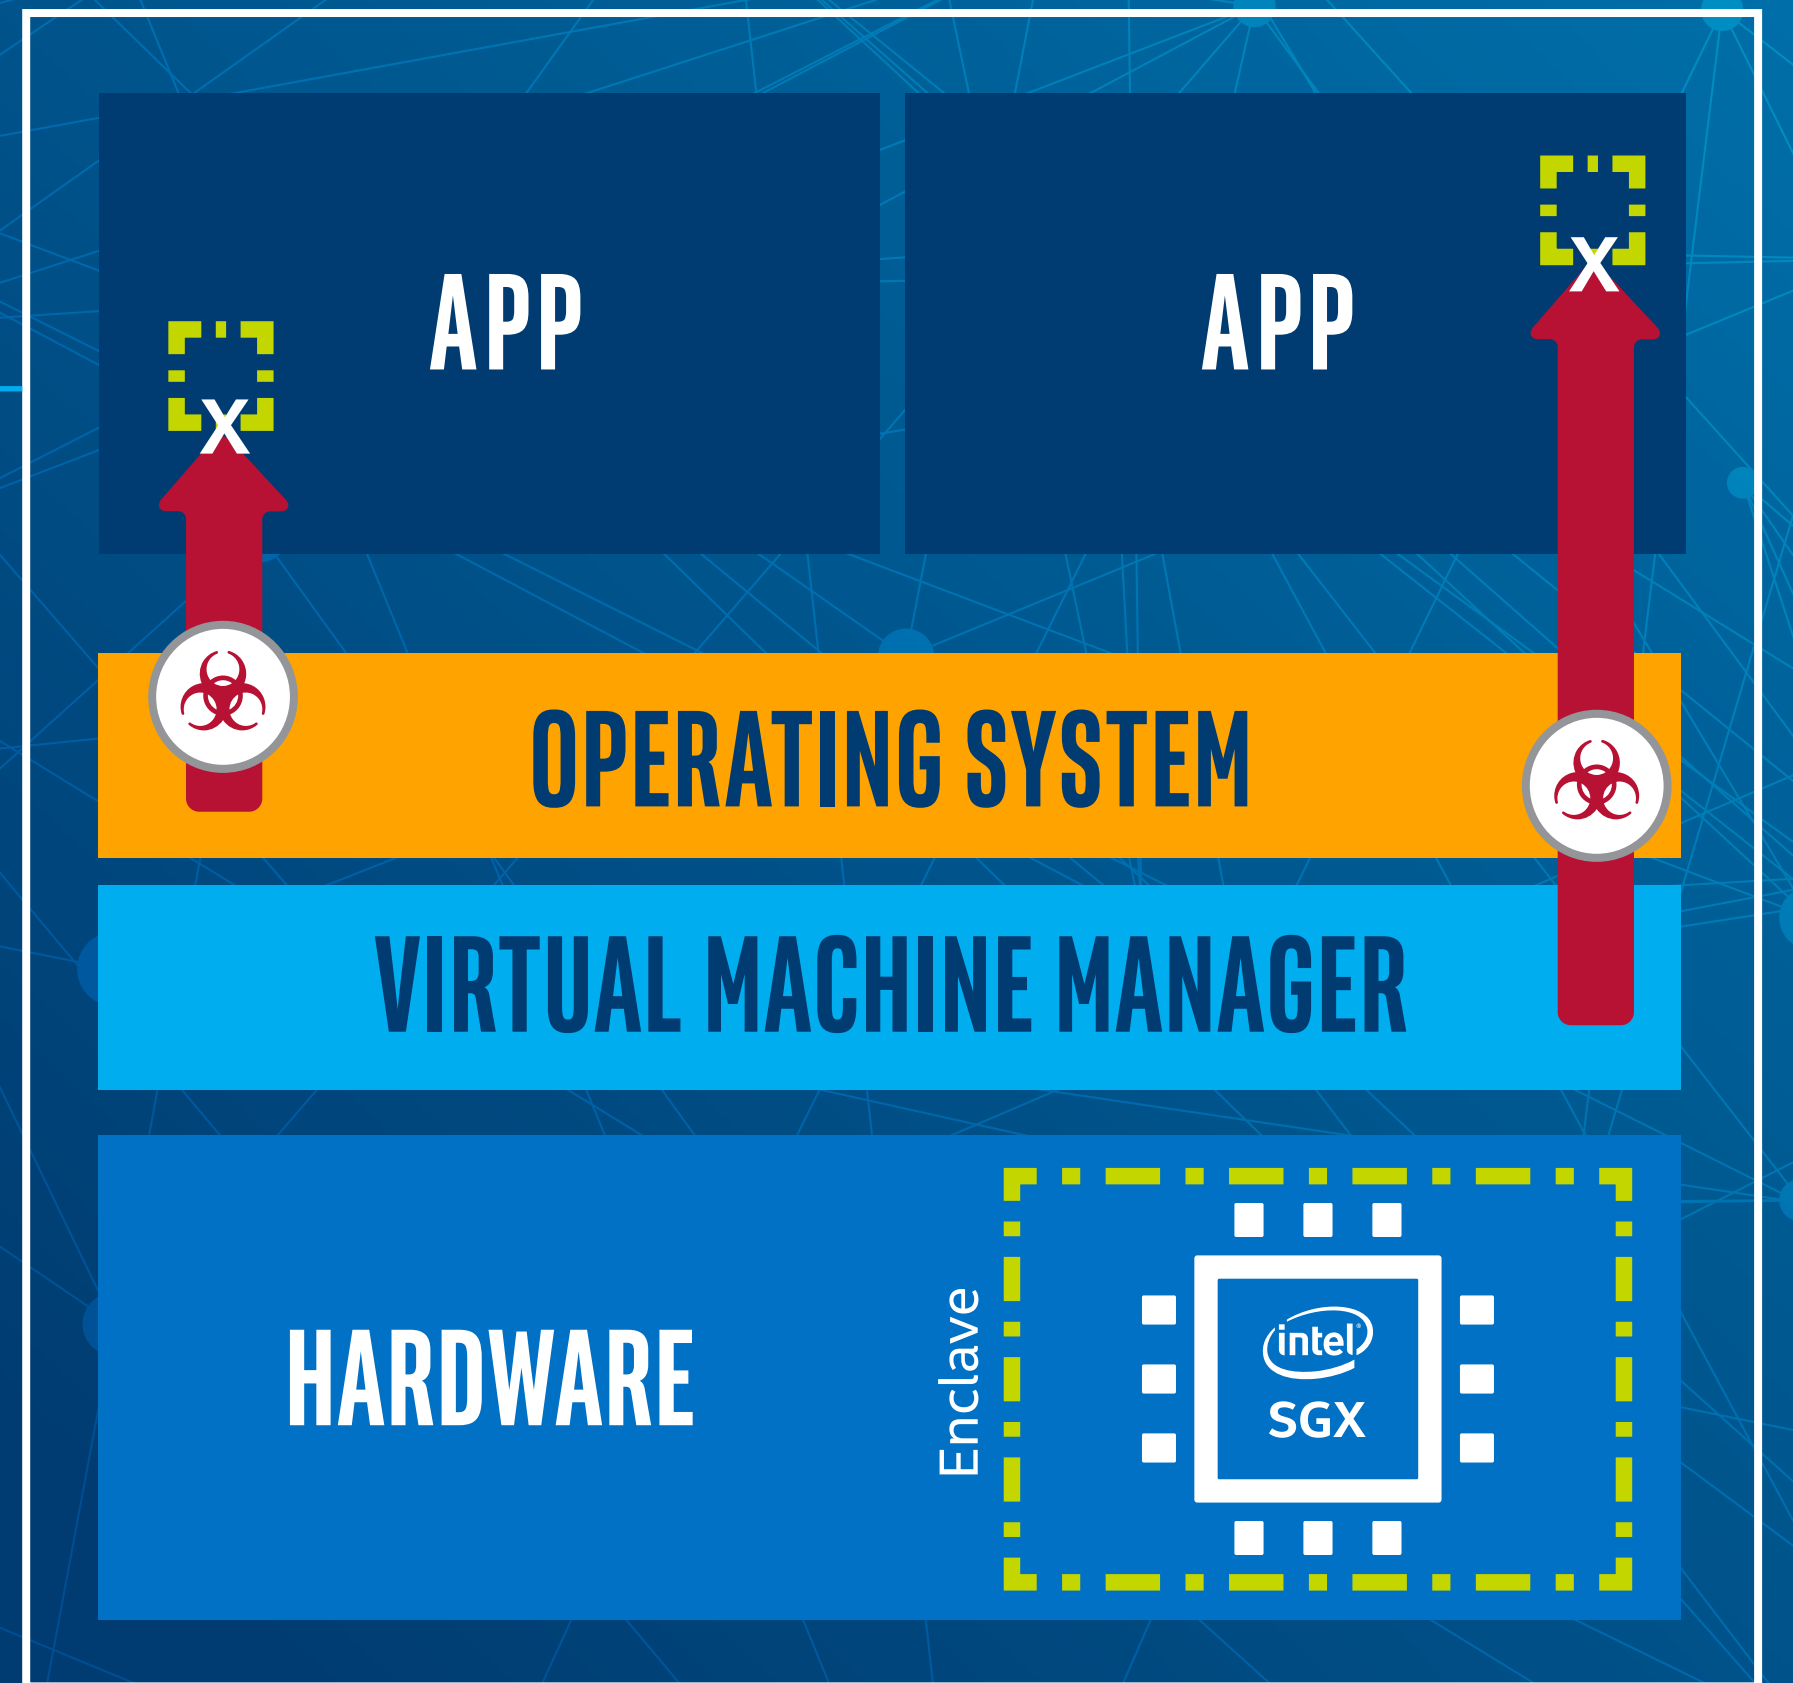 APP
APP
X
X
OPERATING SYSTEM
VIRTUAL MACHINE MANAGER
HARDWARE
Enclave
intel
SGX